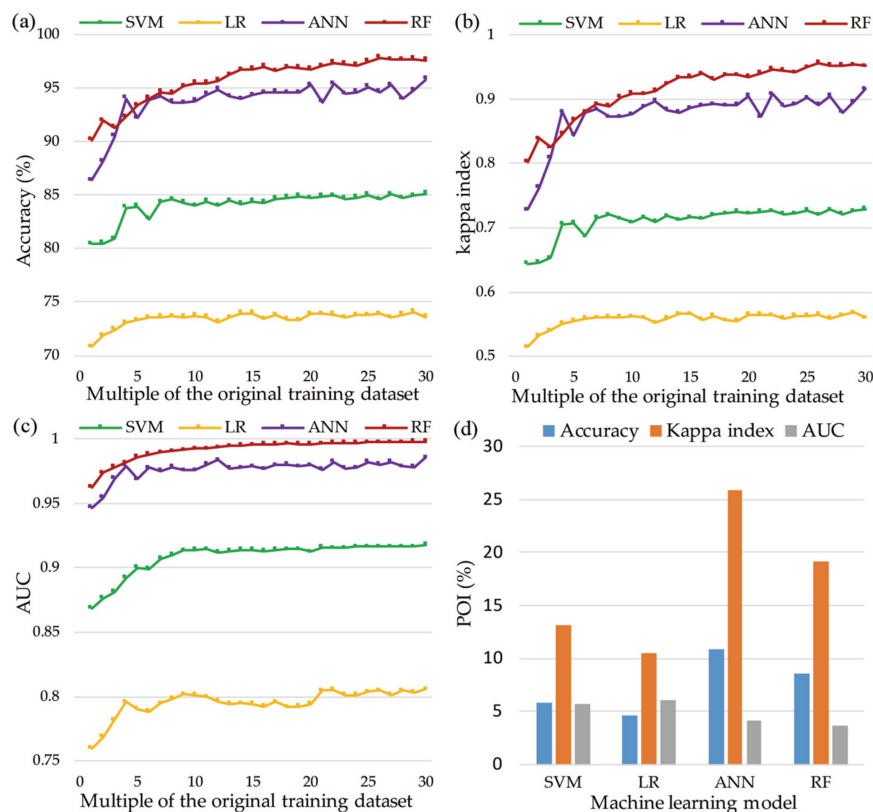 (a)
SVM LR ANN RF
100
95
90
85
80
75
70
Accuracy (%)
0 5 10 15 20 25 30
Multiple of the original training dataset
(b)
SVM LR ANN RF
1
0.9
0.8
0.7
0.6
0.5
kappa index
0 5 10 15 20 25 30
Multiple of the original training dataset
(c)
SVM LR ANN RF
1
0.95
0.9
0.85
0.8
0.75
AUC
0 5 10 15 20 25 30
Multiple of the original training dataset
(d)
Accuracy Kappa index AUC
30
25
20
15
10
5
0
POI (%)
SVM LR ANN RF
Machine learning model